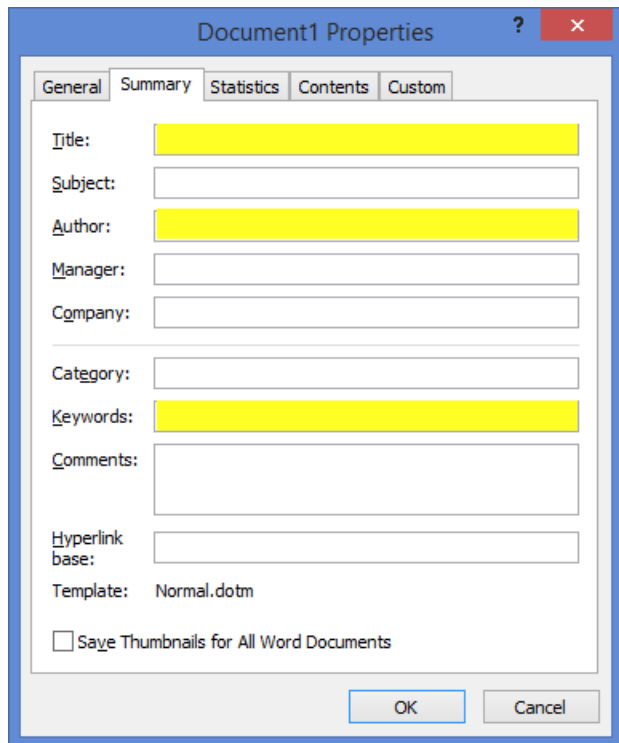 Document1 Properties
?
General Summary Statistics Contents Custom
Title:
Subject:
Author:
Manager:
Company:
Category:
Keywords:
Comments:
Hyperlink
base:
Template: Normal.dotm
Save Thumbnails for All Word Documents
OK Cancel